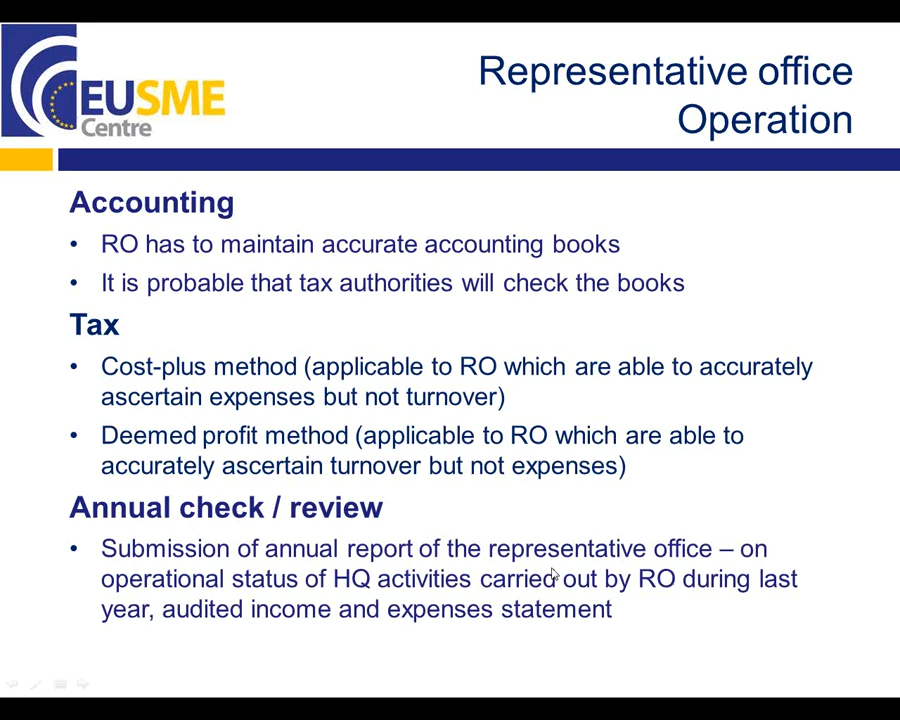 EUSME
Centre
Representative office
Operation
Accounting
• RO has to maintain accurate accounting books
• It is probable that tax authorities will check the books
Tax
• Cost-plus method (applicable to RO which are able to accurately
ascertain expenses but not turnover)
• Deemed profit method (applicable to RO which are able to
accurately ascertain turnover but not expenses)
Annual check / review
• Submission of annual report of the representative office – on
operational status of HQ activities carried out by RO during last
year, audited income and expenses statement